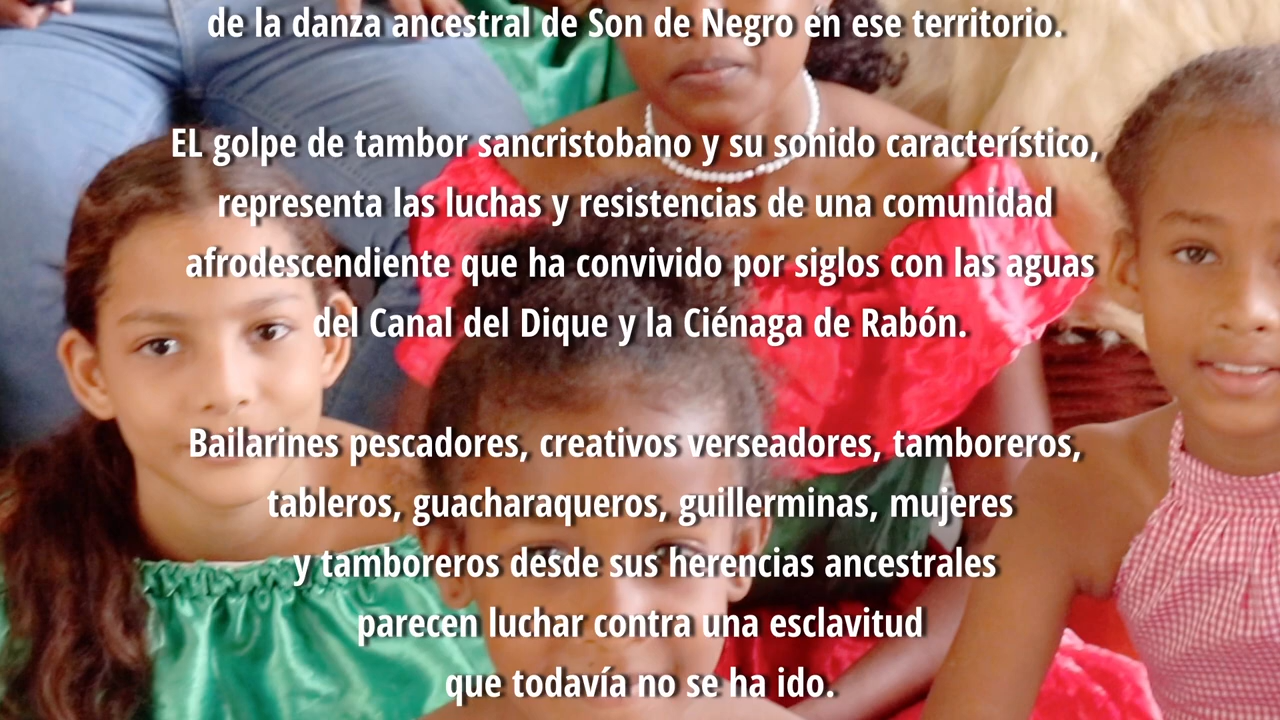 de la danza ancestral de Son de Negro en ese territorio.
EL golpe de tambor sancristobano y su sonido característico,
representa las luchas y resistencias de una comunidad
afrodescendiente que ha convivido por siglos con las aguas
del Canal del Dique y la Ciénaga de Rabón.
Bailarines pescadores, creativos verseadores, tamboreros,
tableros, guacharaqueros, guillerminas, mujeres
y tamboreros desde sus herencias ancestrales
parecen luchar contra una esclavitud
que todavía no se ha ido.